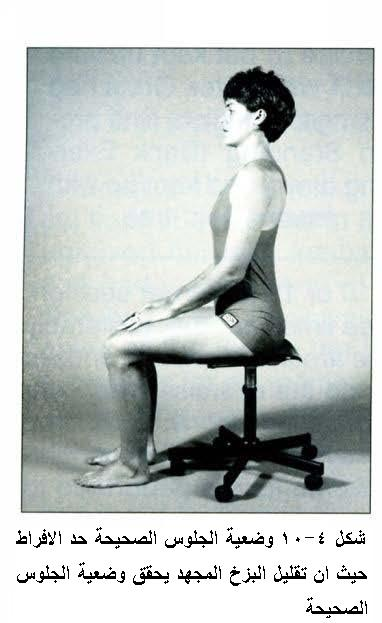 شكل ٤-١٠ وضعية الجلوس الصحيحة حد الافراط
حيث ان تقليل البزخ المجهد يحقق وضعية الجلوس
الصحيحة